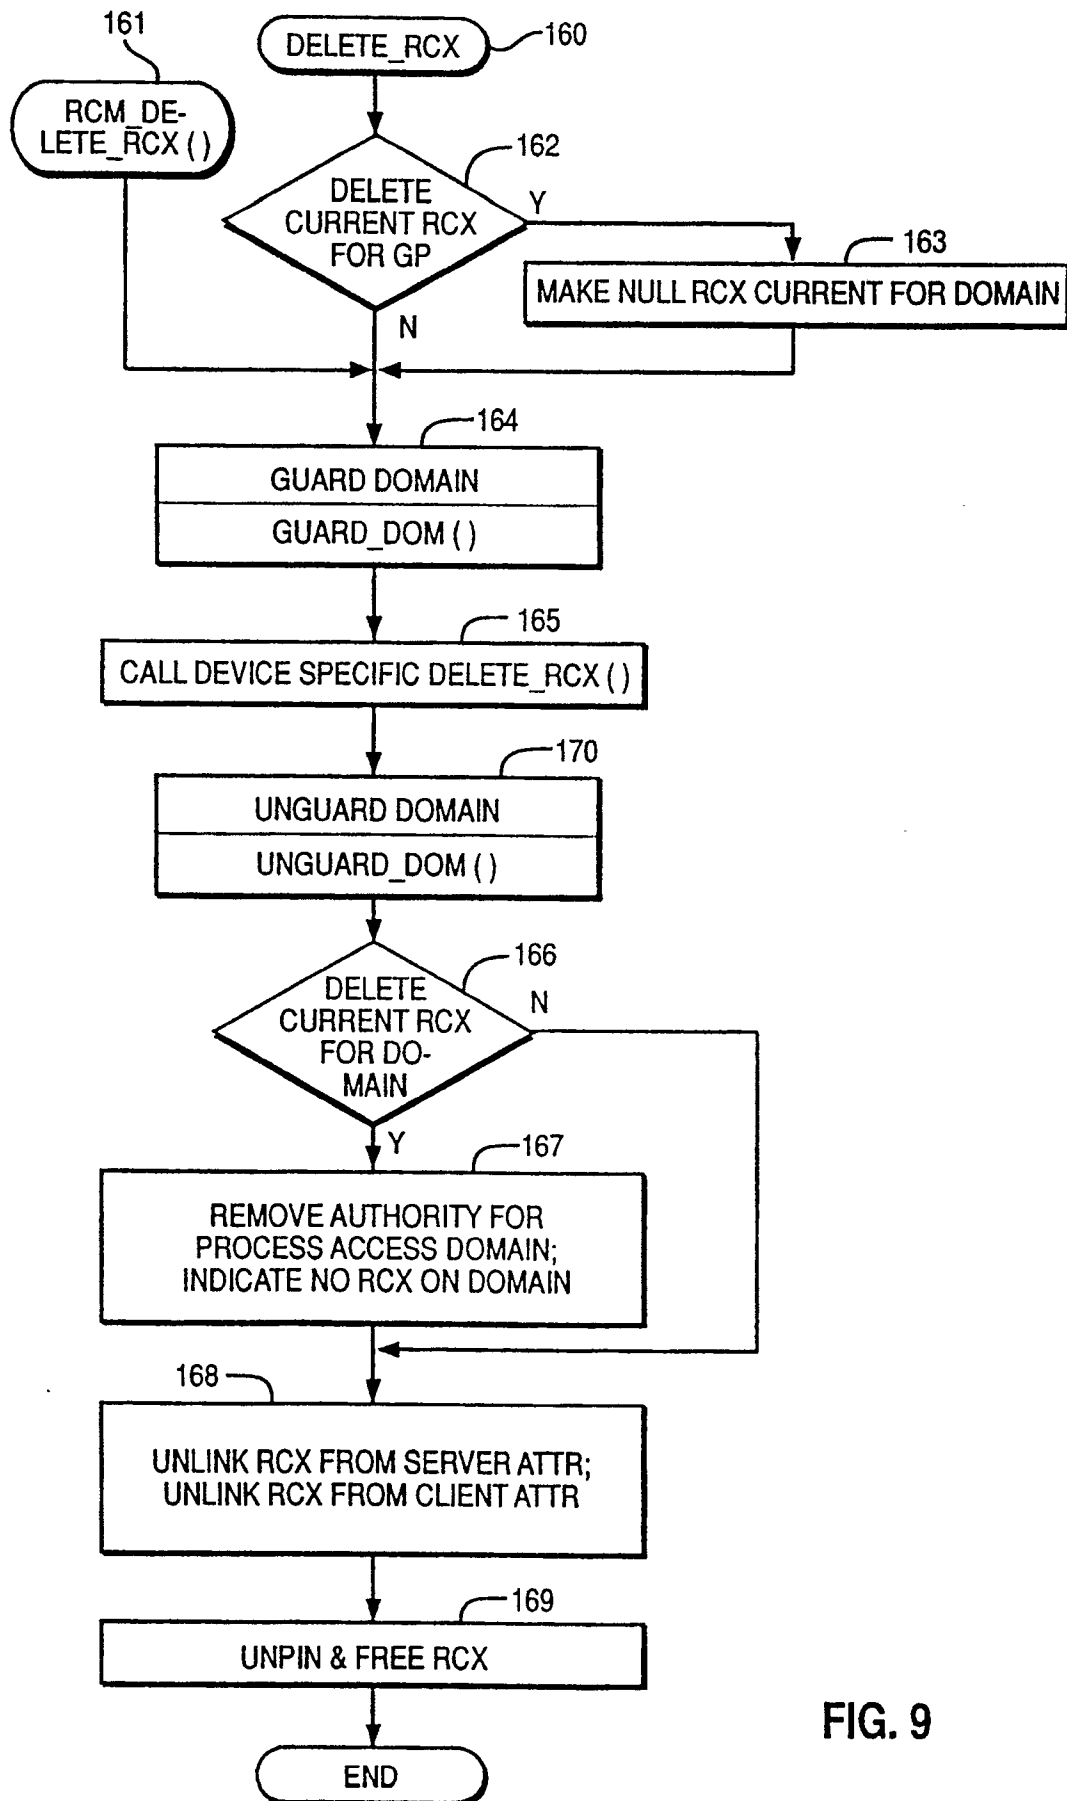 161
DELETE_RCX
160
RCM_DE-
LETE_RCX ( )
162
DELETE
CURRENT RCX
FOR GP
Y
163
MAKE NULL RCX CURRENT FOR DOMAIN
N
164
GUARD DOMAIN
GUARD_DOM ( )
165
CALL DEVICE SPECIFIC DELETE_RCX ( )
170
UNGUARD DOMAIN
UNGUARD_DOM ( )
166
DELETE
CURRENT RCX
FOR DO-
MAIN
N
Y
167
REMOVE AUTHORITY FOR
PROCESS ACCESS DOMAIN;
INDICATE NO RCX ON DOMAIN
168
UNLINK RCX FROM SERVER ATTR;
UNLINK RCX FROM CLIENT ATTR
169
UNPIN & FREE RCX
END
FIG. 9